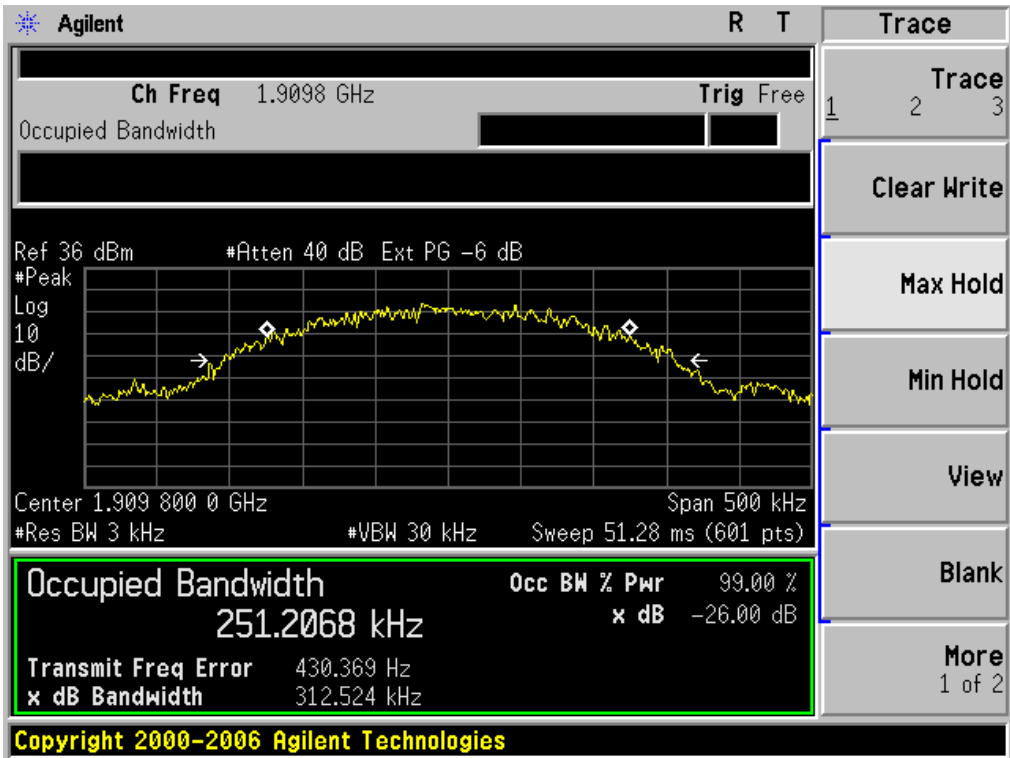 Agilent R T
Ch Freq 1.9098 GHz Trig Free
Occupied Bandwidth
Ref 36 dBm #Atten 40 dB Ext PG -6 dB
#Peak
Log
10
dB/
Center 1.909 800 0 GHz Span 500 kHz
#Res BW 3 kHz #VBW 30 kHz Sweep 51.28 ms (601 pts)
Occupied Bandwidth Occ BW % Pwr 99.00 %
251.2068 kHz x dB -26.00 dB
Transmit Freq Error 430.369 Hz
x dB Bandwidth 312.524 kHz
Copyright 2000-2006 Agilent Technologies
Trace
Trace
1 2 3
Clear Write
Max Hold
Min Hold
View
Blank
More
1 of 2